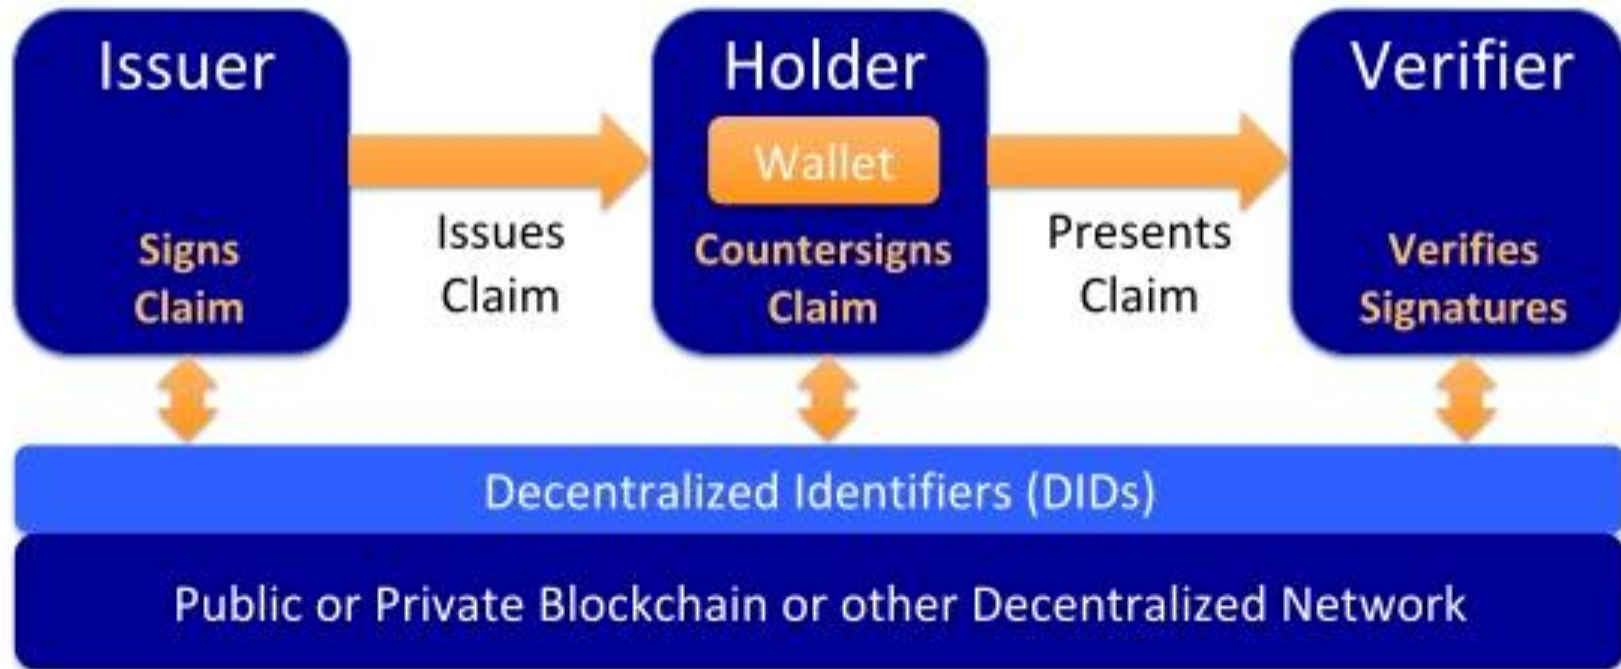 Issuer
Signs
Claim
Issues
Claim
Holder
Wallet
Countersigns
Claim
Presents
Claim
Verifier
Verifies
Signatures
Decentralized Identifiers (DIDs)
Public or Private Blockchain or other Decentralized Network